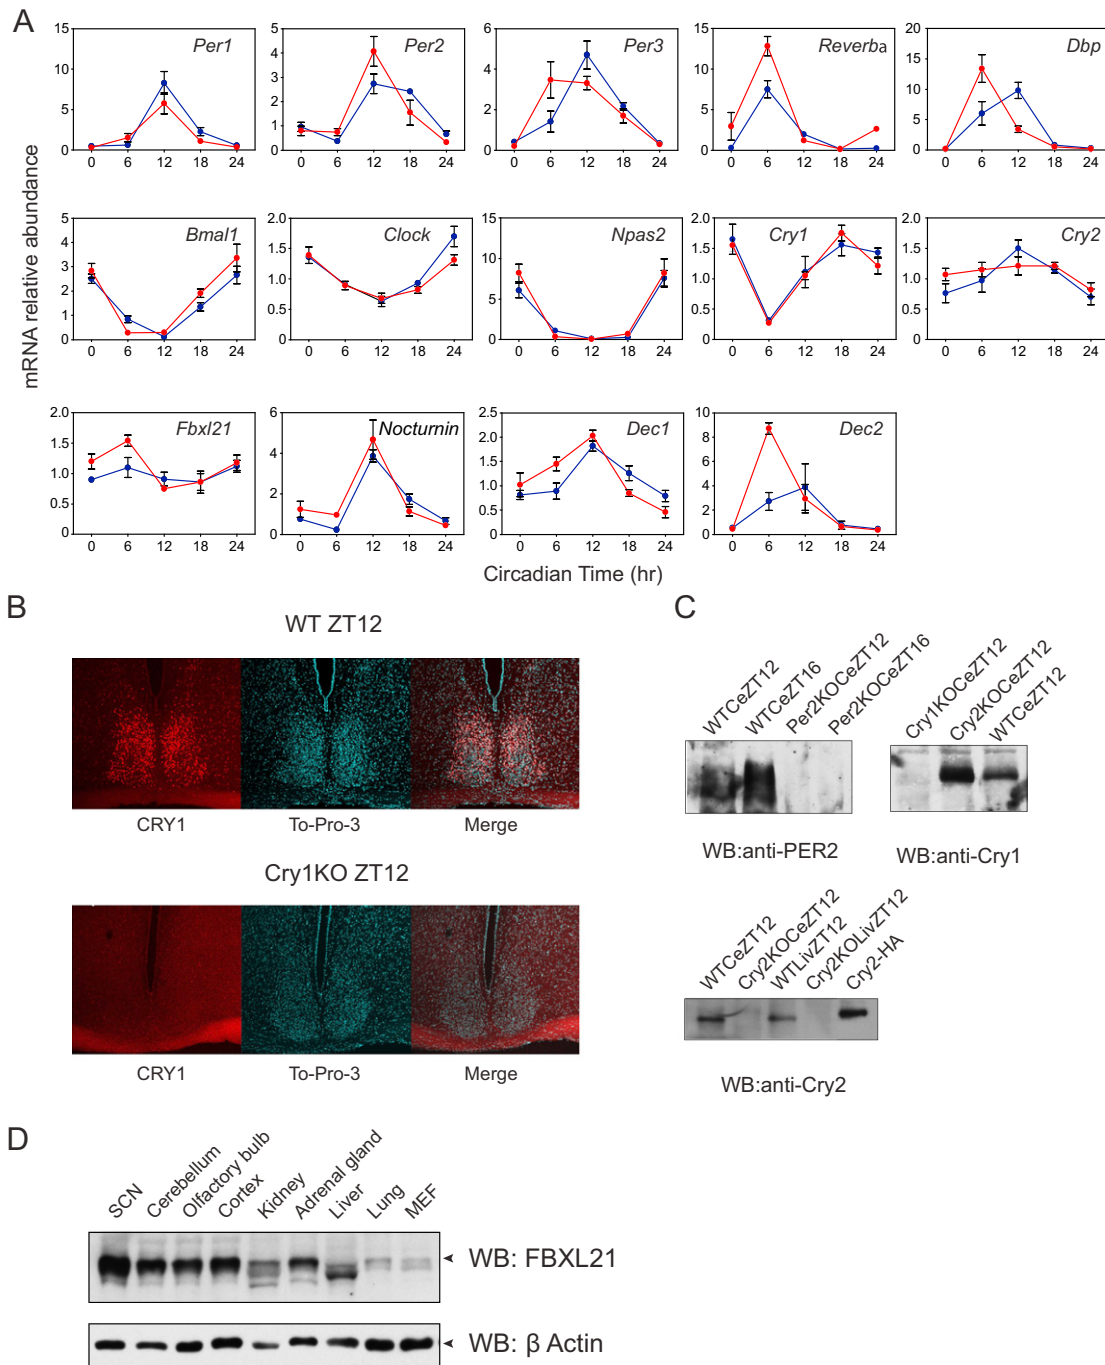 A
mRNA relative abundance
Per1
15
10
5
0
0 6 12 18 24
Per2
5
4
3
2
1
0
0 6 12 18 24
Per3
6
4
2
0
0 6 12 18 24
Reverba
15
10
5
0
0 6 12 18 24
Dbp
20
15
10
5
0
0 6 12 18 24
Bmal1
5
4
3
2
1
0
0 6 12 18 24
Clock
2.0
1.5
1.0
0.5
0
0 6 12 18 24
Npas2
15
10
5
0
0 6 12 18 24
Cry1
2.0
1.5
1.0
0.5
0
0 6 12 18 24
Cry2
2.0
1.5
1.0
0.5
0
0 6 12 18 24
Fbxl21
2.0
1.5
1.0
0.5
0
0 6 12 18 24
Nocturnin
6
4
2
0
0 6 12 18 24
Dec1
2.5
2.0
1.5
1.0
0.5
0
0 6 12 18 24
Dec2
10
8
6
4
2
0
0 6 12 18 24
Circadian Time (hr)
B
WT ZT12
CRY1 To-Pro-3 Merge
Cry1KO ZT12
CRY1 To-Pro-3 Merge
C
WTCeZT12
WTCeZT16
Per2KOCeZT12
Per2KOCeZT16
WB:anti-PER2
Cry1KOCeZT12
Cry2KOCeZT12
WTCeZT12
WB:anti-Cry1
WTCeZT12
Cry2KOCeZT12
WTLivZT12
Cry2KOLivZT12
Cry2-HA
WB:anti-Cry2
D
SCN
Cerebellum
Olfactory bulb
Cortex
Kidney
Adrenal gland
Liver
Lung
MEF
WB: FBXL21
WB: β Actin